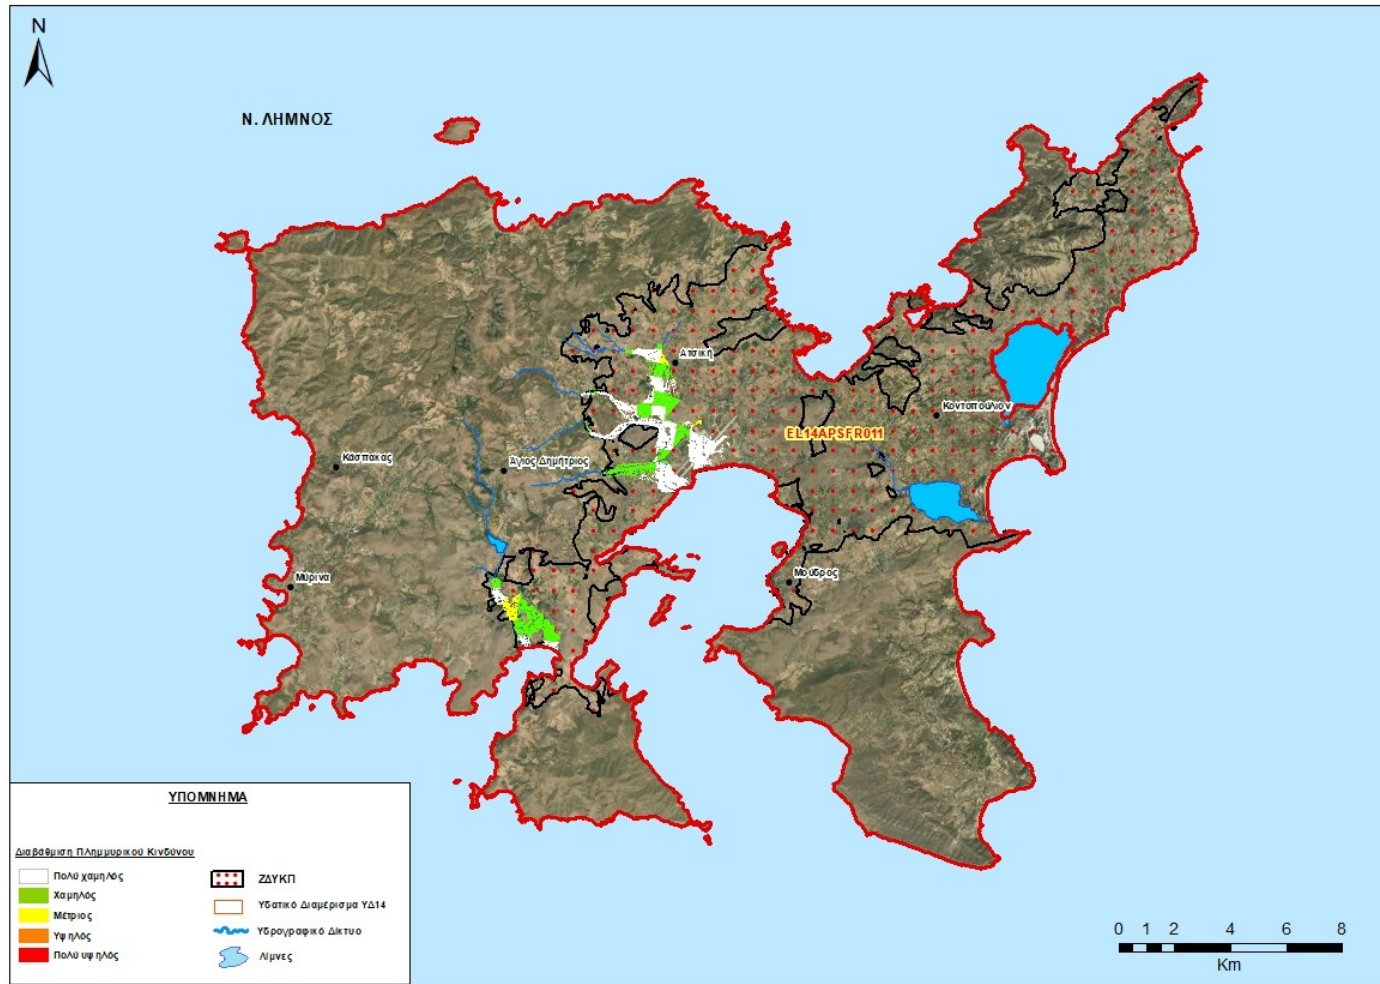 N
Ν. ΛΗΜΝΟΣ
Ατσική
Κοντοπούλιον
EL14APSFR011
Κάσπακας
Άγιος Δημήτριος
Μύρινα
Μούδρος
ΥΠΟΜΝΗΜΑ
Διαβάθμιση Πλημμυρικού Κινδύνου
Πολύ χαμηλός
Χαμηλός
Μέτριος
Υψηλός
Πολύ υψηλός
ΖΔΥΚΠ
Υδατικό Διαμέρισμα ΥΔ14
Υδρογραφικό Δίκτυο
Λίμνες
0 1 2 4 6 8
Km